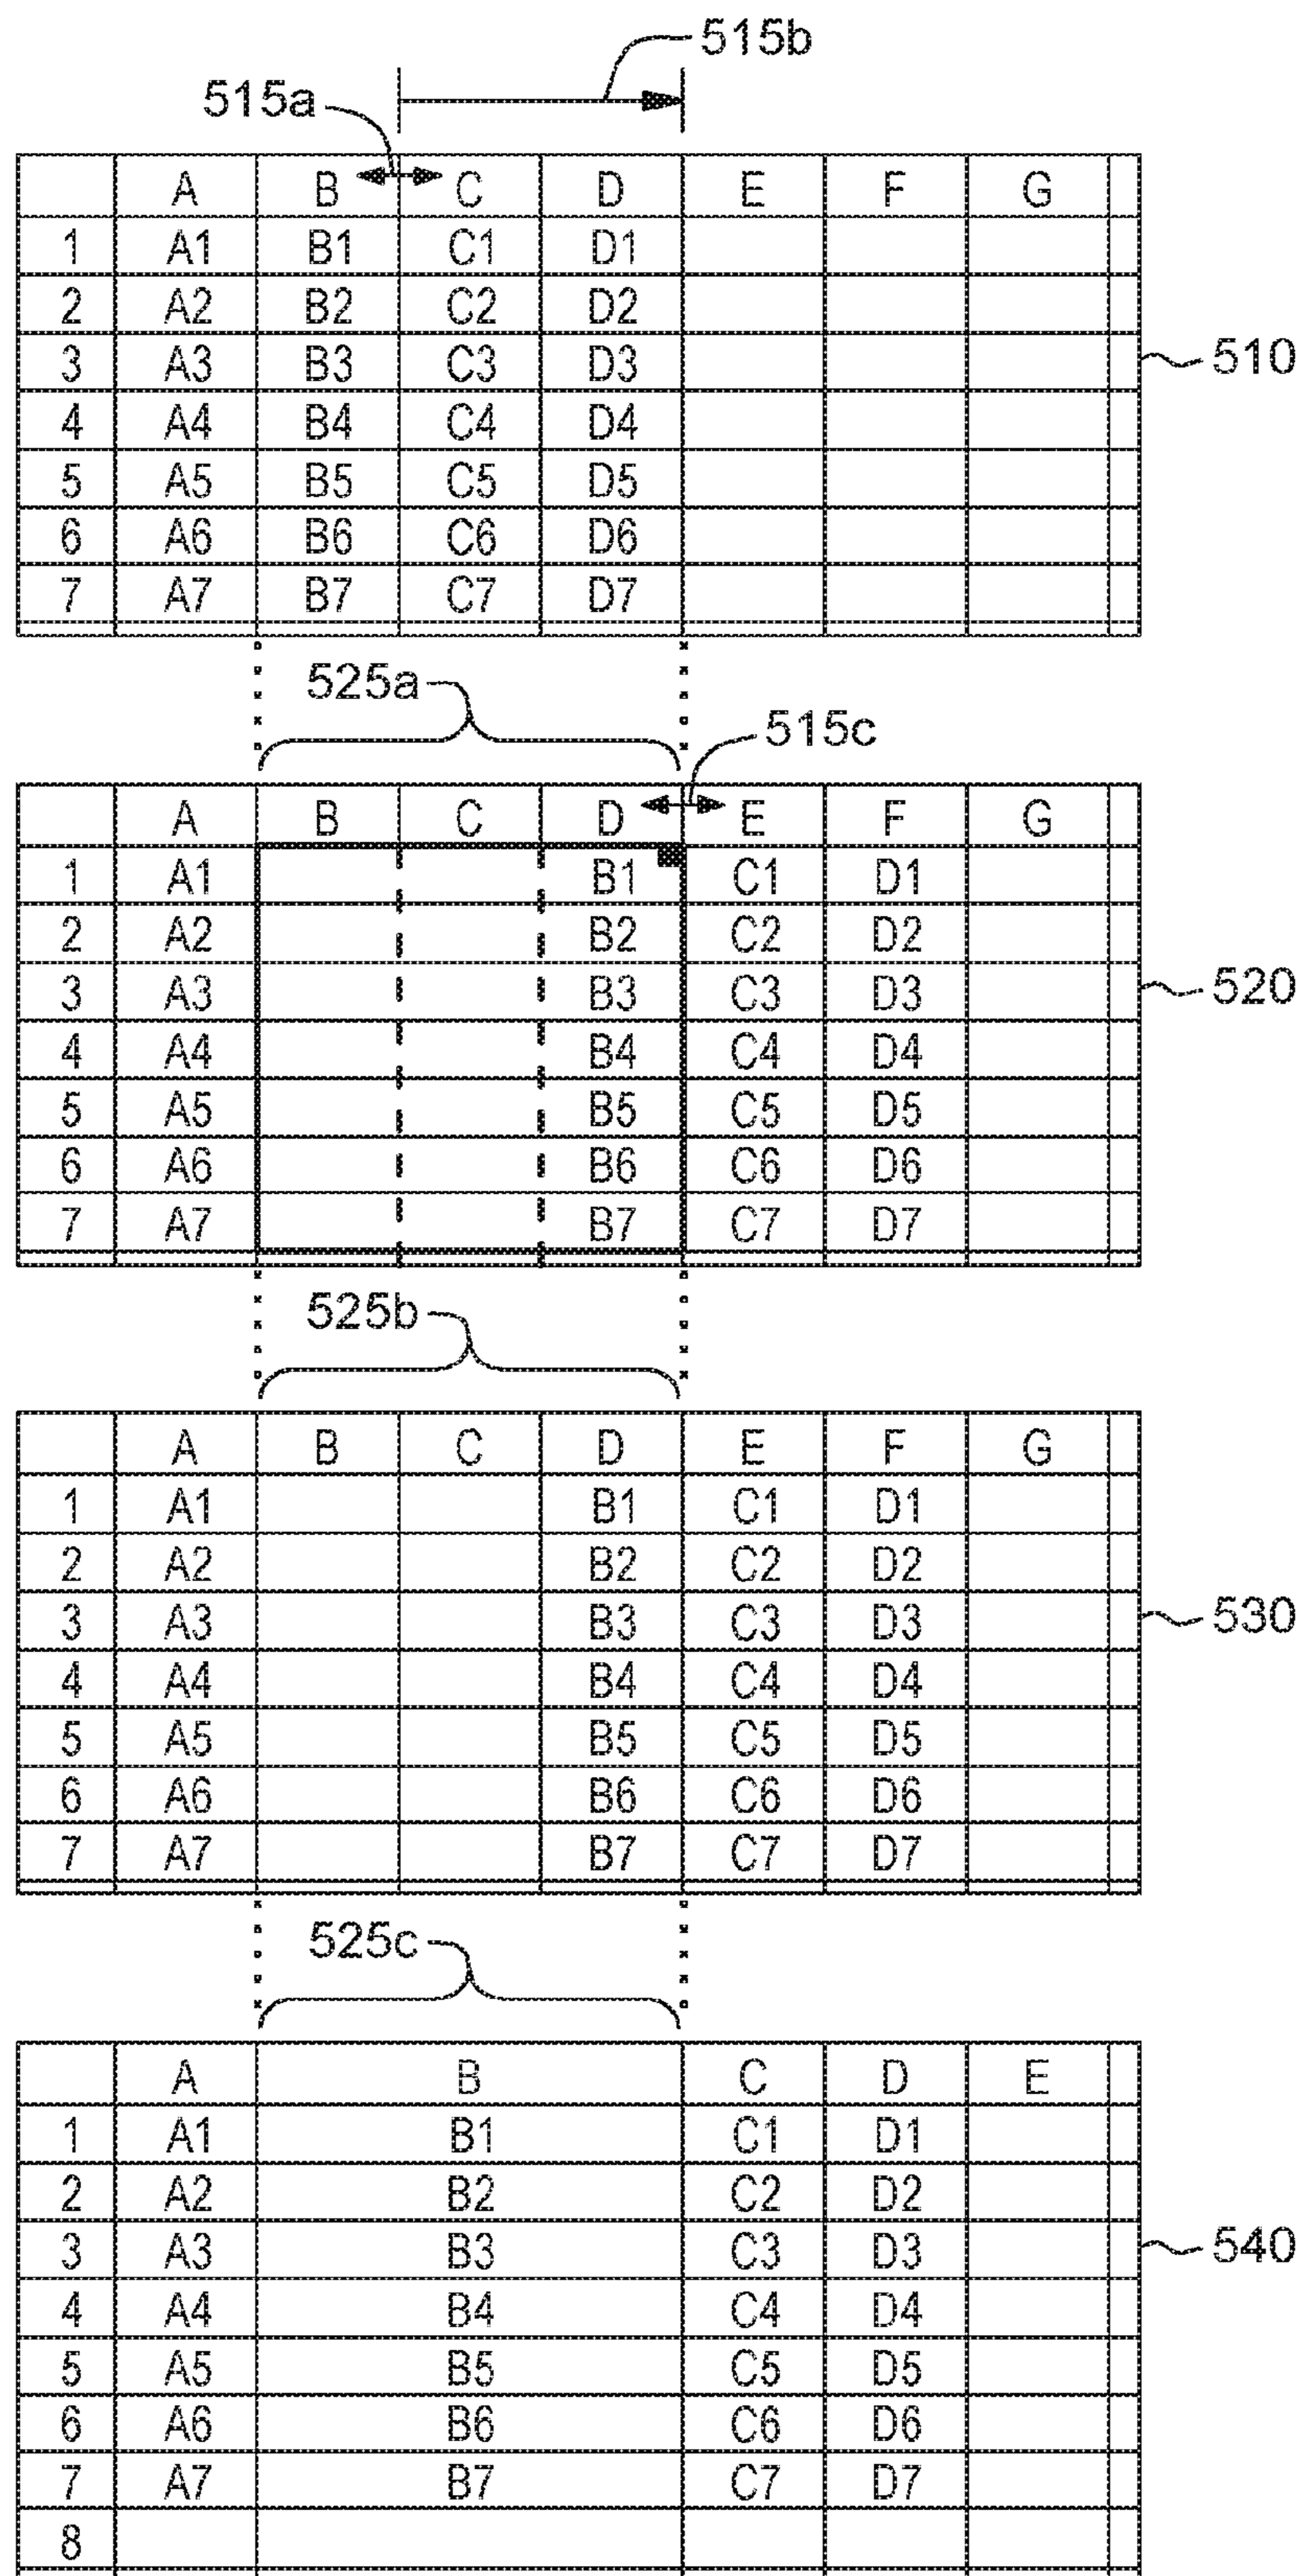 515b
515a
A B C D E F G
1 A1 B1 C1 D1
2 A2 B2 C2 D2
3 A3 B3 C3 D3
510
4 A4 B4 C4 D4
5 A5 B5 C5 D5
6 A6 B6 C6 D6
7 A7 B7 C7 D7
525a
515c
A B C D E F G
1 A1 B1 C1 D1
2 A2 B2 C2 D2
3 A3 B3 C3 D3
520
4 A4 B4 C4 D4
5 A5 B5 C5 D5
6 A6 B6 C6 D6
7 A7 B7 C7 D7
525b
A B C D E F G
1 A1 B1 C1 D1
2 A2 B2 C2 D2
3 A3 B3 C3 D3
530
4 A4 B4 C4 D4
5 A5 B5 C5 D5
6 A6 B6 C6 D6
7 A7 B7 C7 D7
525c
A B C D E
1 A1 B1 C1 D1
2 A2 B2 C2 D2
3 A3 B3 C3 D3
540
4 A4 B4 C4 D4
5 A5 B5 C5 D5
6 A6 B6 C6 D6
7 A7 B7 C7 D7
8